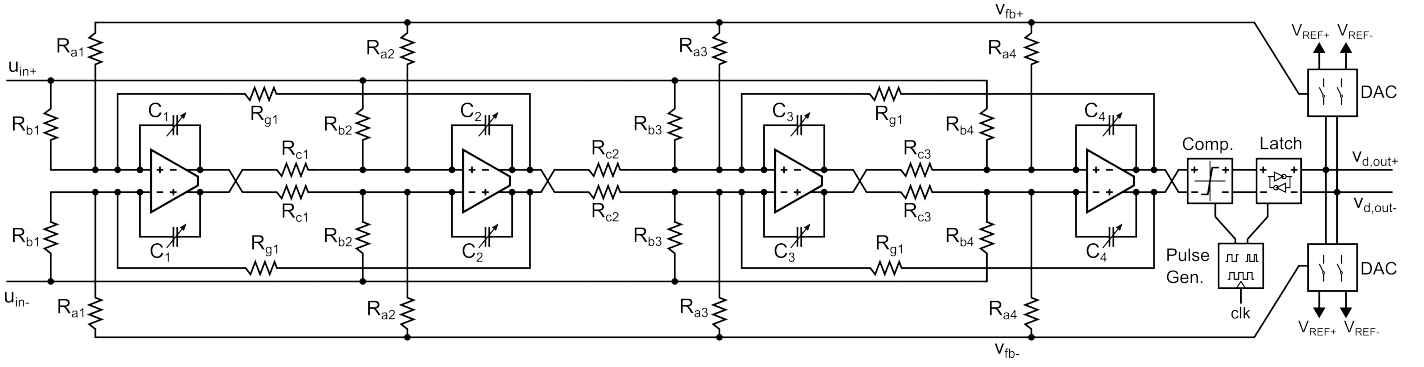 v_fb+
V_REF+ V_REF-
R_a1 R_a2 R_a3 R_a4
u_in+
DAC
C_1 R_g1 C_2 C_3 R_g1 C_4
R_b1 R_b2 R_b3 R_b4
R_c1 R_c2 R_c3 Comp. Latch
+ - - + + - - + + - - + + - - + + + + + v_d,out+
- + - + - + - + - - - - v_d,out-
R_c1 R_c2 R_c3
R_b1 R_b2 R_b3 R_b4
C_1 R_g1 C_2 C_3 R_g1 C_4
Pulse
Gen.
DAC
u_in-
R_a1 R_a2 R_a3 R_a4
clk
V_REF+ V_REF-
v_fb-